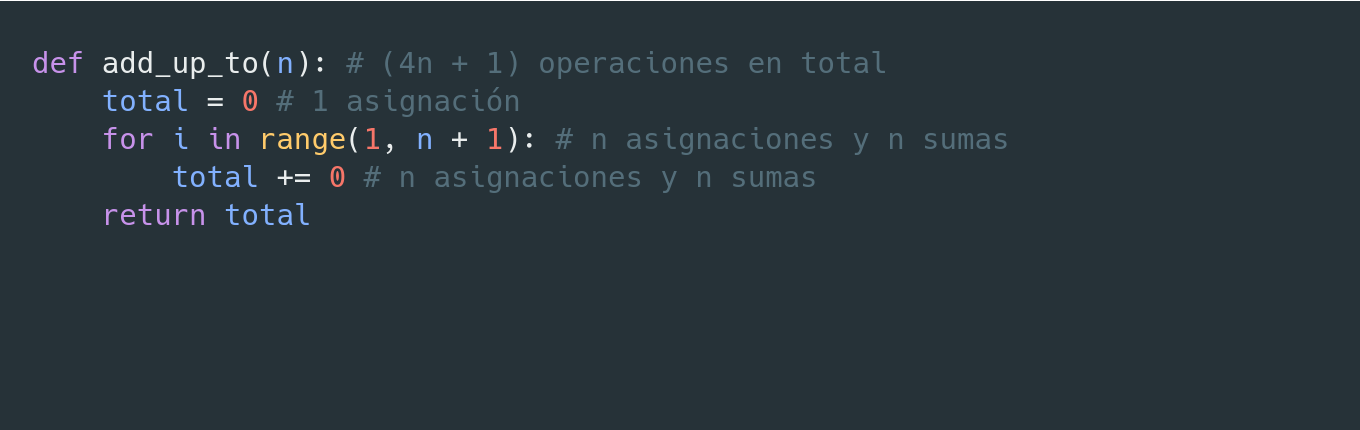 def add_up_to(n): # (4n + 1) operaciones en total
    total = 0 # 1 asignación
    for i in range(1, n + 1): # n asignaciones y n sumas
        total += 0 # n asignaciones y n sumas
    return total